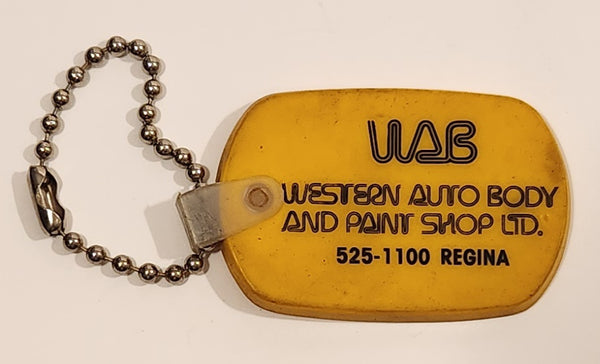 WAB
WESTERN AUTO BODY
AND PAINT SHOP LTD.
525-1100 REGINA